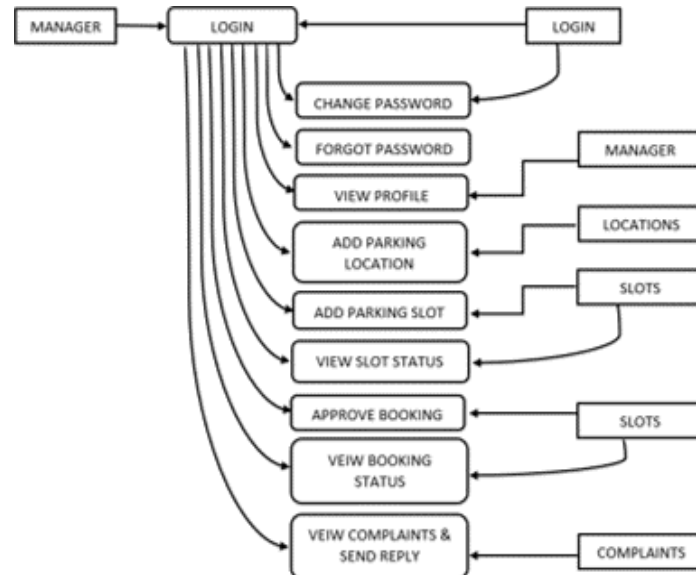 MANAGER
LOGIN
LOGIN
CHANGE PASSWORD
FORGOT PASSWORD
MANAGER
VIEW PROFILE
LOCATIONS
ADD PARKING
LOCATION
SLOTS
ADD PARKING SLOT
VIEW SLOT STATUS
APPROVE BOOKING
SLOTS
VEIW BOOKING
STATUS
VEIW COMPLAINTS &
SEND REPLY
COMPLAINTS